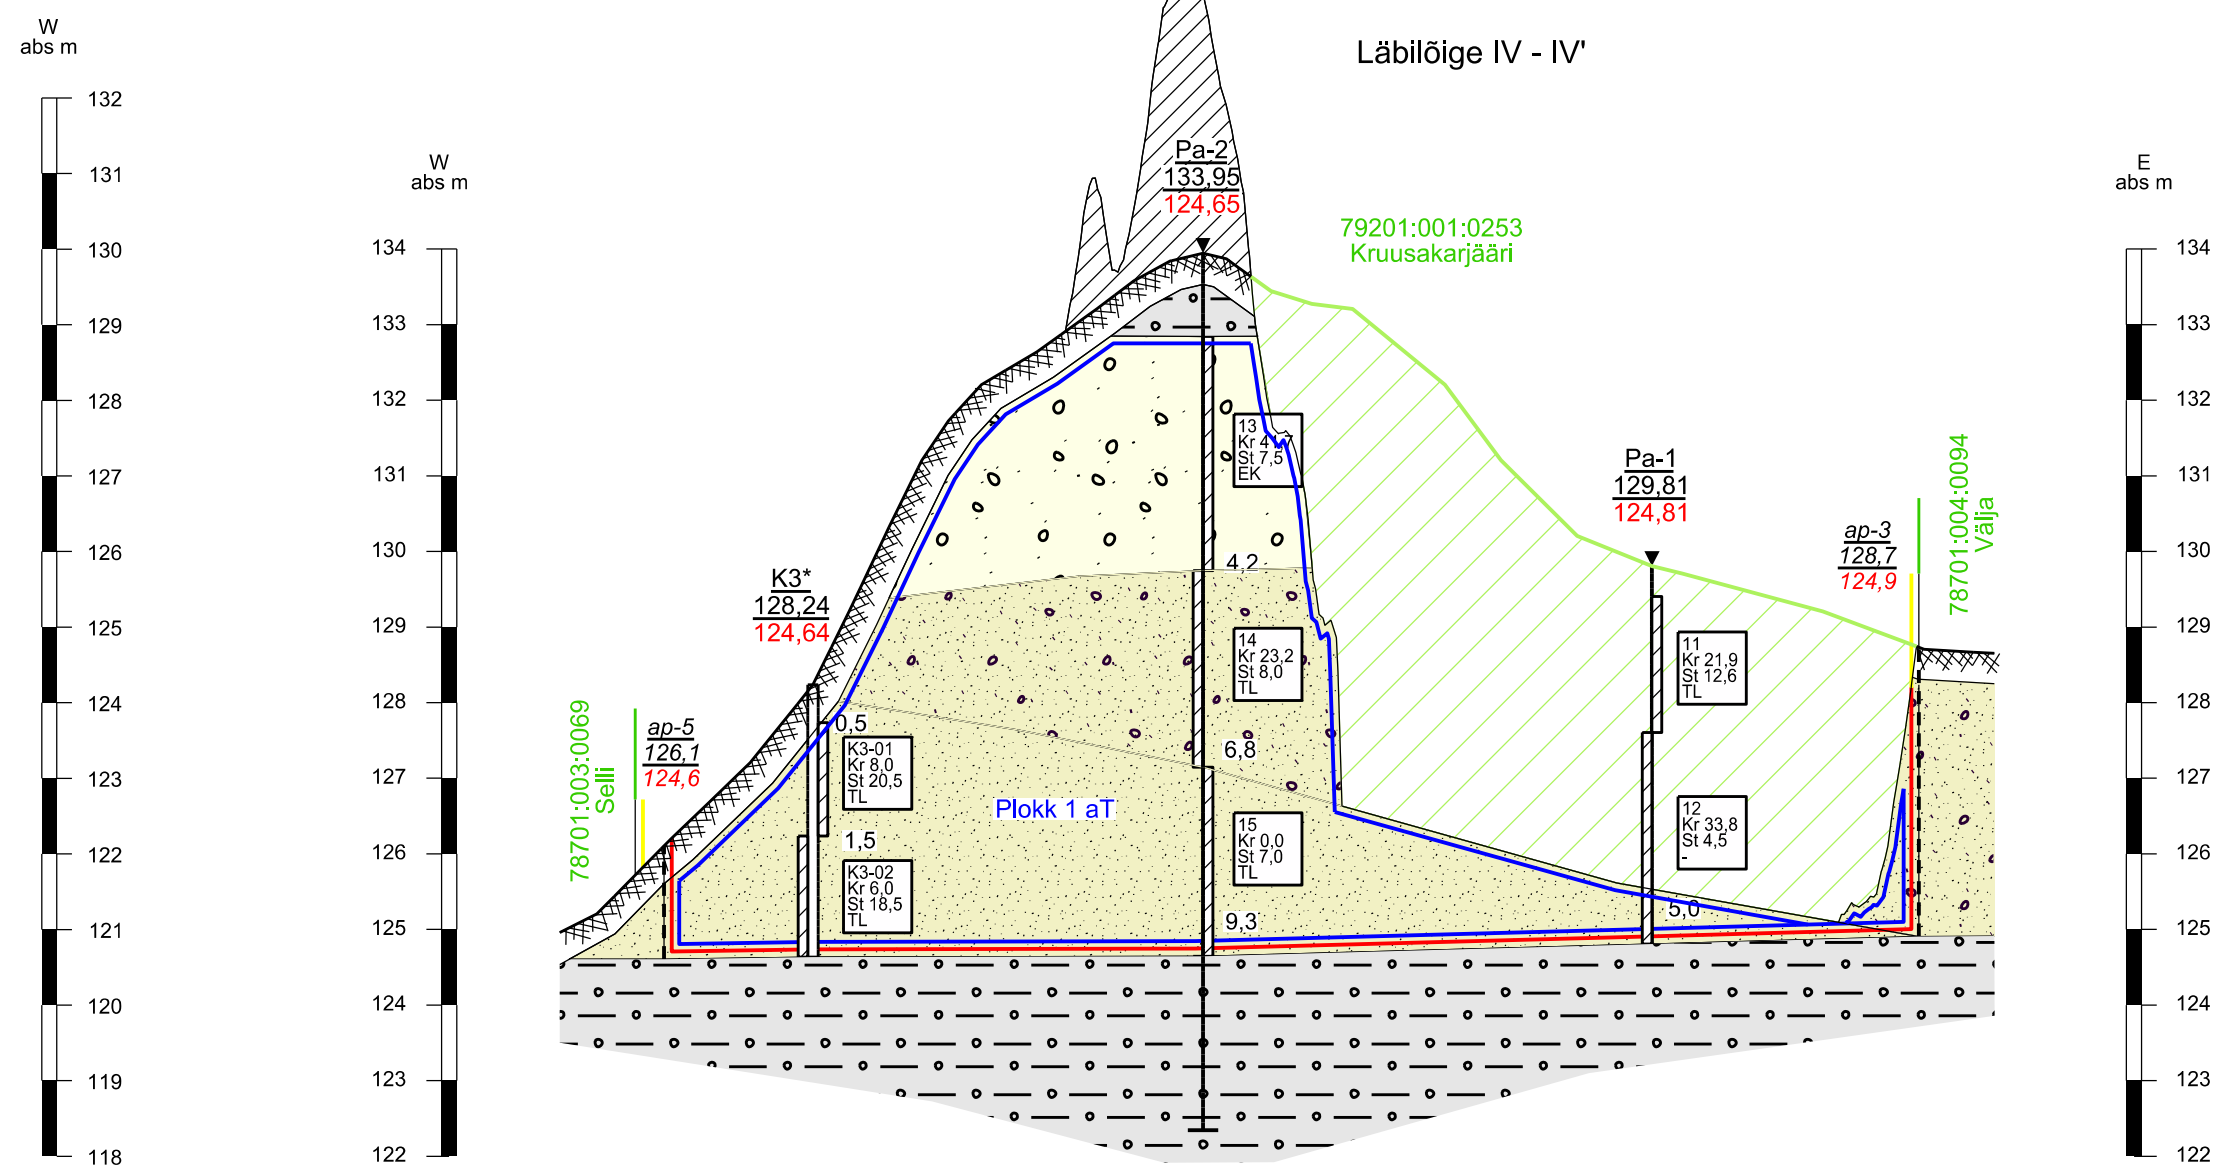 Läbilõige IV - IV'
W
abs m
132
131
130
129
128
127
126
125
124
123
122
121
120
119
118
W
abs m
134
133
132
131
130
129
128
127
126
125
124
123
122
78701:003:0069
Selli
ap-5
126,1
124,6
K3*
128,24
124,64
0,5
K3-01
Kr 8,0
St 20,5
TL
1,5
K3-02
Kr 6,0
St 18,5
TL
Plokk 1 aT
Pa-2
133,95
124,65
13
Kr 41,7
St 7,5
EK
4,2
14
Kr 23,2
St 8,0
TL
6,8
15
Kr 0,0
St 7,0
TL
9,3
79201:001:0253
Kruusakarjääri
Pa-1
129,81
124,81
11
Kr 21,9
St 12,6
TL
12
Kr 33,8
St 4,5
-
5,0
ap-3
128,7
124,9
78701:004:0094
Välja
E
abs m
134
133
132
131
130
129
128
127
126
125
124
123
122